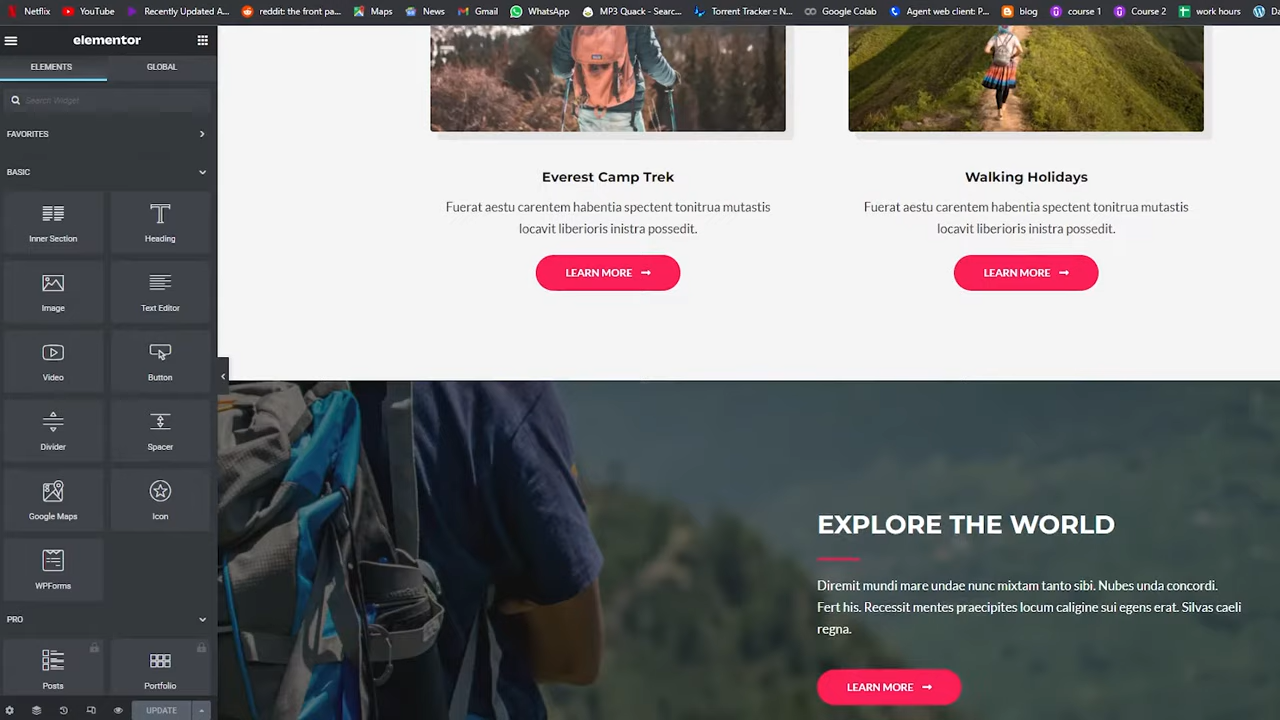 Netflix YouTube Recently Updated A... reddit: the front pa... Maps News Gmail WhatsApp MP3 Quack - Searc... Torrent Tracker :: N... Google Colab Agent web client: P... blog course 1 Course 2 work hours Da
elementor
ELEMENTS GLOBAL
Search Widget
FAVORITES
BASIC
Inner Section Heading
Image Text Editor
Video Button
Divider Spacer
Google Maps Icon
WPForms
PRO
Posts Portfolio
UPDATE
Everest Camp Trek
Fuerat aestu carentem habentia spectent tonitrua mutastis
locavit liberioris inistra possedit.
LEARN MORE
Walking Holidays
Fuerat aestu carentem habentia spectent tonitrua mutastis
locavit liberioris inistra possedit.
LEARN MORE
EXPLORE THE WORLD
Diremit mundi mare undae nunc mixtam tanto sibi. Nubes unda concordi.
Fert his. Recessit mentes praecipites locum caligine sui egens erat. Silvas caeli
regna.
LEARN MORE